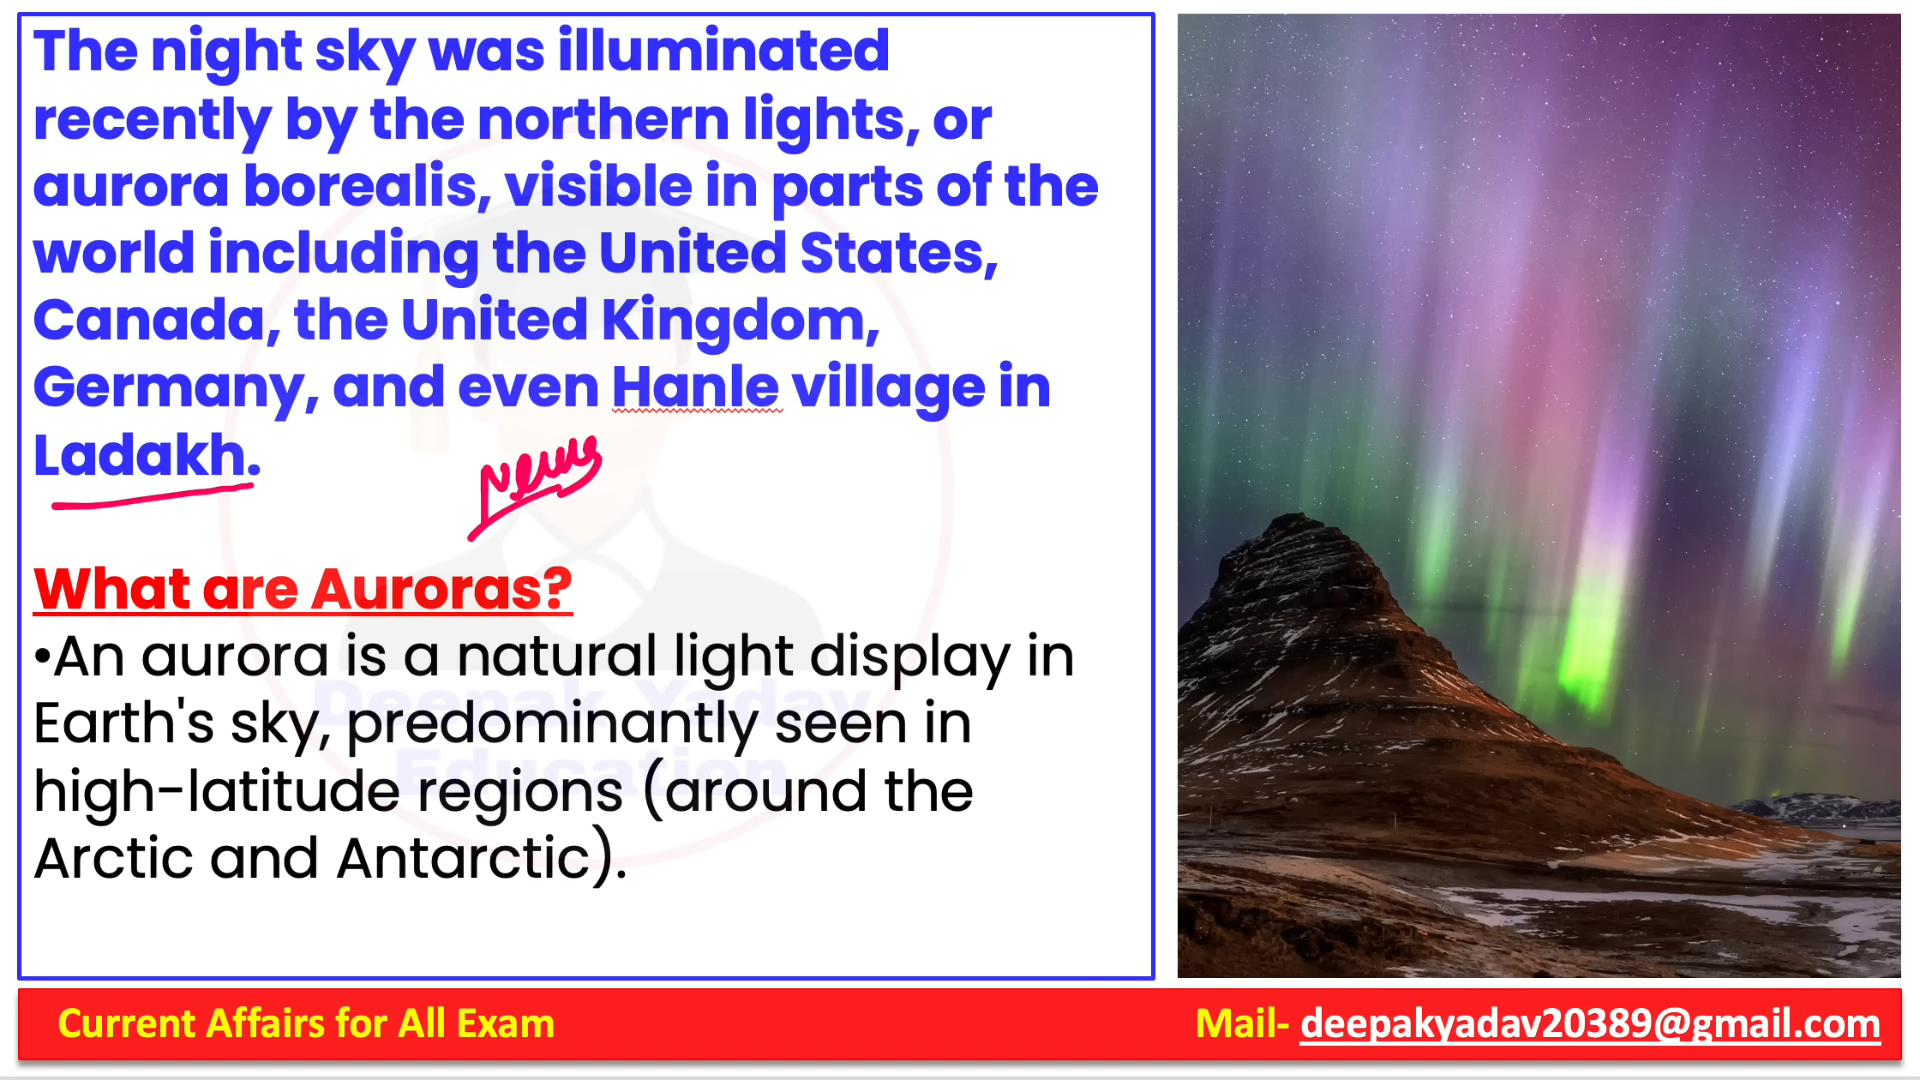 The night sky was illuminated
recently by the northern lights, or
aurora borealis, visible in parts of the
world including the United States,
Canada, the United Kingdom,
Germany, and even Hanle village in
Ladakh.
News
What are Auroras?
•An aurora is a natural light display in
Earth's sky, predominantly seen in
high-latitude regions (around the
Arctic and Antarctic).
Deepak Yadav
Education
Current Affairs for All Exam
Mail- deepakyadav20389@gmail.com